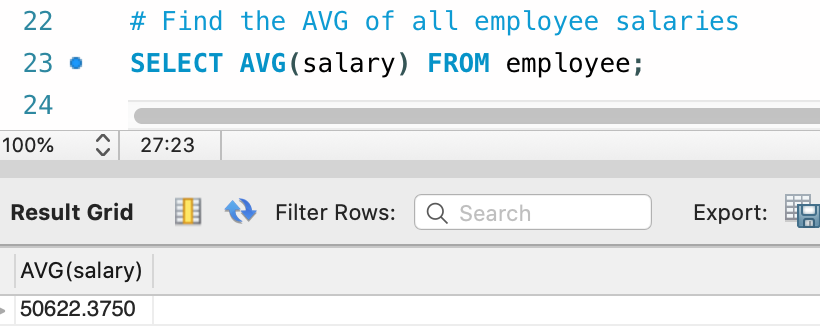 22 # Find the AVG of all employee salaries
23 SELECT AVG(salary) FROM employee;
24
100% 27:23
Result Grid Filter Rows: Search Export:
AVG(salary)
50622.3750